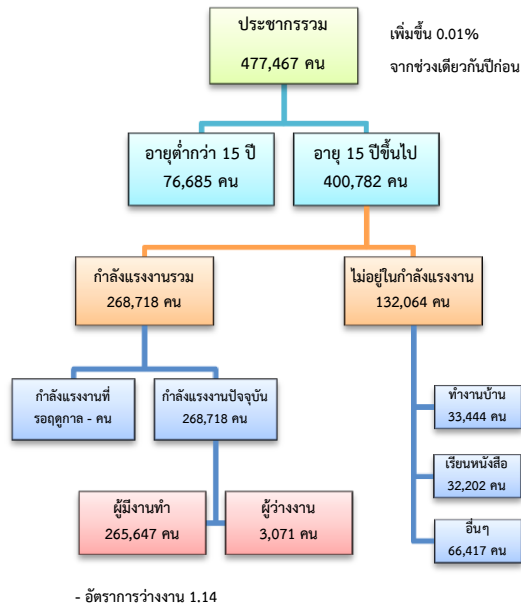 ประชากรรวม
477,467 คน
เพิ่มขึ้น 0.01%
จากช่วงเดียวกันปีก่อน
อายุต่ำกว่า 15 ปี
76,685 คน
อายุ 15 ปีขึ้นไป
400,782 คน
กำลังแรงงานรวม
268,718 คน
ไม่อยู่ในกำลังแรงงาน
132,064 คน
กำลังแรงงานที่
รอฤดูกาล - คน
กำลังแรงงานปัจจุบัน
268,718 คน
ทำงานบ้าน
33,444 คน
เรียนหนังสือ
32,202 คน
อื่นๆ
66,417 คน
ผู้มีงานทำ
265,647 คน
ผู้ว่างงาน
3,071 คน
- อัตราการว่างงาน 1.14